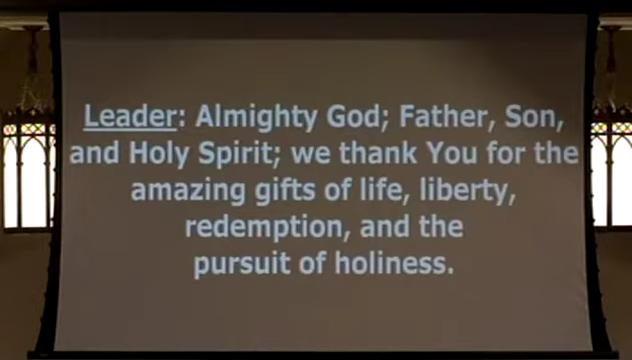 Leader: Almighty God; Father, Son,
and Holy Spirit; we thank You for the
amazing gifts of life, liberty,
redemption, and the
pursuit of holiness.